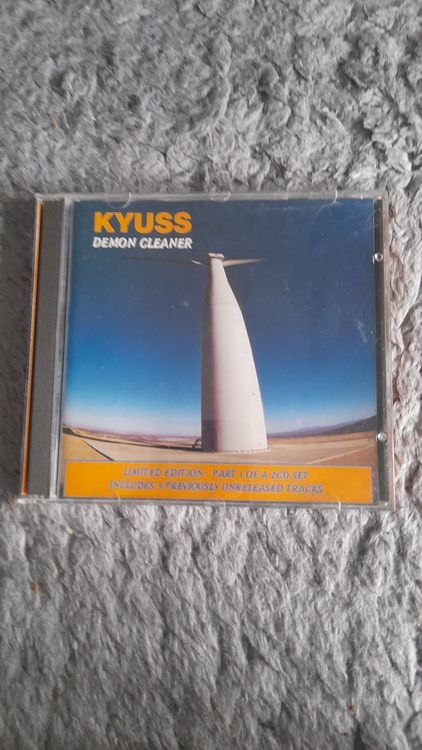 KYUSS
DEMON CLEANER
LIMITED EDITION - PART 1 OF A 2CD SET
INCLUDES 3 PREVIOUSLY UNRELEASED TRACKS